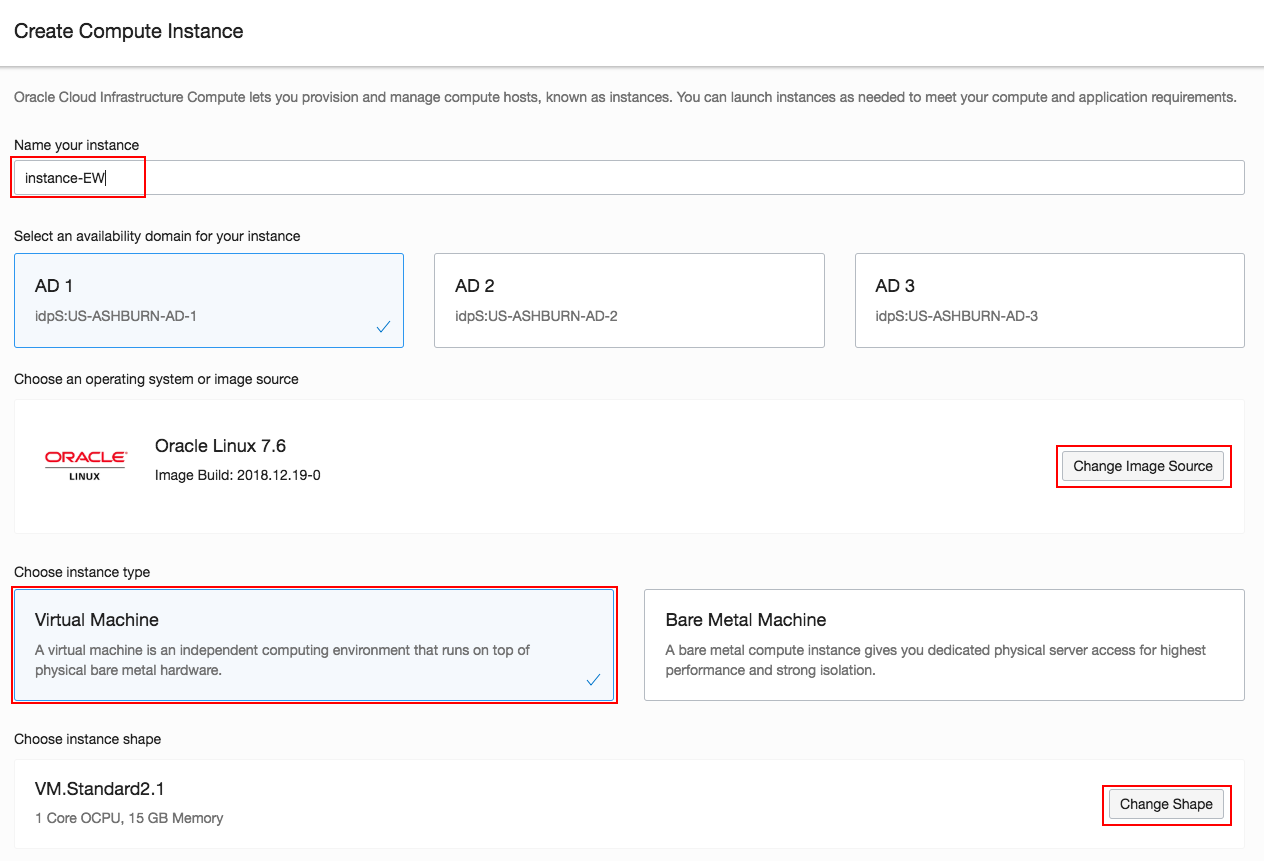 Create Compute Instance
Oracle Cloud Infrastructure Compute lets you provision and manage compute hosts, known as instances. You can launch instances as needed to meet your compute and application requirements.
Name your instance
instance-EW
Select an availability domain for your instance
AD 1
idpS:US-ASHBURN-AD-1
AD 2
idpS:US-ASHBURN-AD-2
AD 3
idpS:US-ASHBURN-AD-3
Choose an operating system or image source
ORACLE
LINUX
Oracle Linux 7.6
Image Build: 2018.12.19-0
Change Image Source
Choose instance type
Virtual Machine
A virtual machine is an independent computing environment that runs on top of
physical bare metal hardware.
Bare Metal Machine
A bare metal compute instance gives you dedicated physical server access for highest
performance and strong isolation.
Choose instance shape
VM.Standard2.1
1 Core OCPU, 15 GB Memory
Change Shape